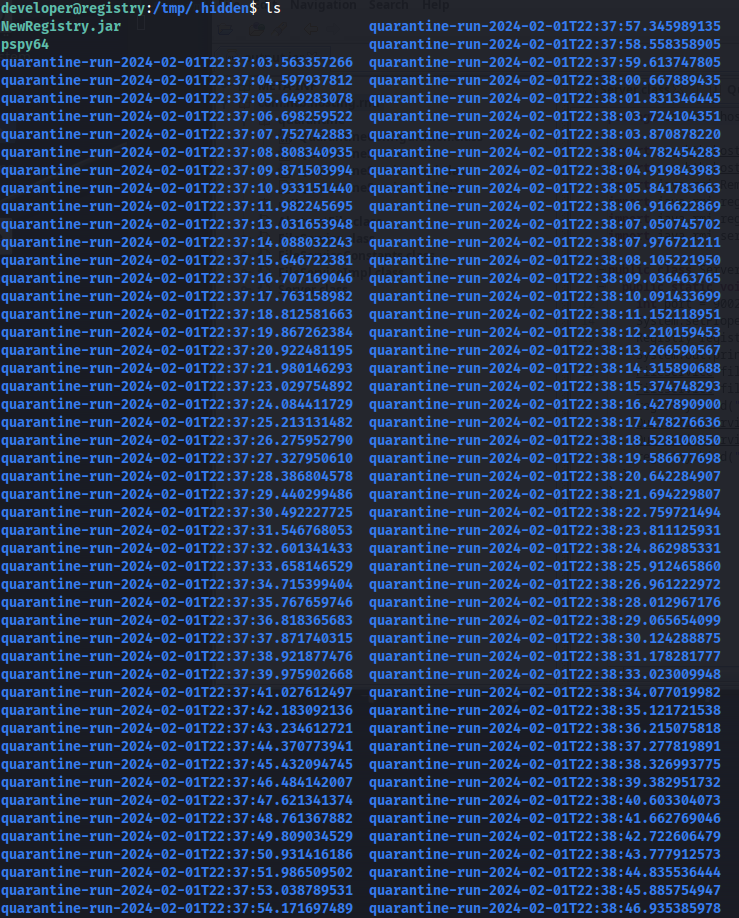 developer@registry:/tmp/.hidden$ ls
NewRegistry.jar quarantine-run-2024-02-01T22:37:57.345989135
pspy64 quarantine-run-2024-02-01T22:37:58.558358905
quarantine-run-2024-02-01T22:37:03.563357266 quarantine-run-2024-02-01T22:37:59.613747805
quarantine-run-2024-02-01T22:37:04.597937812 quarantine-run-2024-02-01T22:38:00.667889435
quarantine-run-2024-02-01T22:37:05.649283078 quarantine-run-2024-02-01T22:38:01.831346445
quarantine-run-2024-02-01T22:37:06.698259522 quarantine-run-2024-02-01T22:38:03.724104351
quarantine-run-2024-02-01T22:37:07.752742883 quarantine-run-2024-02-01T22:38:03.870878220
quarantine-run-2024-02-01T22:37:08.808340935 quarantine-run-2024-02-01T22:38:04.782454283
quarantine-run-2024-02-01T22:37:09.871503994 quarantine-run-2024-02-01T22:38:04.919843983
quarantine-run-2024-02-01T22:37:10.933151440 quarantine-run-2024-02-01T22:38:05.841783663
quarantine-run-2024-02-01T22:37:11.982245695 quarantine-run-2024-02-01T22:38:06.916622869
quarantine-run-2024-02-01T22:37:13.031653948 quarantine-run-2024-02-01T22:38:07.050745702
quarantine-run-2024-02-01T22:37:14.088032243 quarantine-run-2024-02-01T22:38:07.976721211
quarantine-run-2024-02-01T22:37:15.646722381 quarantine-run-2024-02-01T22:38:08.105221950
quarantine-run-2024-02-01T22:37:16.707169046 quarantine-run-2024-02-01T22:38:09.036463765
quarantine-run-2024-02-01T22:37:17.763158982 quarantine-run-2024-02-01T22:38:10.091433699
quarantine-run-2024-02-01T22:37:18.812581663 quarantine-run-2024-02-01T22:38:11.152118951
quarantine-run-2024-02-01T22:37:19.867262384 quarantine-run-2024-02-01T22:38:12.210159453
quarantine-run-2024-02-01T22:37:20.922481195 quarantine-run-2024-02-01T22:38:13.266590567
quarantine-run-2024-02-01T22:37:21.980146293 quarantine-run-2024-02-01T22:38:14.315890688
quarantine-run-2024-02-01T22:37:23.029754892 quarantine-run-2024-02-01T22:38:15.374748293
quarantine-run-2024-02-01T22:37:24.084411729 quarantine-run-2024-02-01T22:38:16.427890900
quarantine-run-2024-02-01T22:37:25.213131482 quarantine-run-2024-02-01T22:38:17.478276636
quarantine-run-2024-02-01T22:37:26.275952790 quarantine-run-2024-02-01T22:38:18.528100850
quarantine-run-2024-02-01T22:37:27.327950610 quarantine-run-2024-02-01T22:38:19.586677698
quarantine-run-2024-02-01T22:37:28.386804578 quarantine-run-2024-02-01T22:38:20.642284907
quarantine-run-2024-02-01T22:37:29.440299486 quarantine-run-2024-02-01T22:38:21.694229807
quarantine-run-2024-02-01T22:37:30.492227725 quarantine-run-2024-02-01T22:38:22.759721494
quarantine-run-2024-02-01T22:37:31.546768053 quarantine-run-2024-02-01T22:38:23.811125931
quarantine-run-2024-02-01T22:37:32.601341433 quarantine-run-2024-02-01T22:38:24.862985331
quarantine-run-2024-02-01T22:37:33.658146529 quarantine-run-2024-02-01T22:38:25.912465860
quarantine-run-2024-02-01T22:37:34.715399404 quarantine-run-2024-02-01T22:38:26.961222972
quarantine-run-2024-02-01T22:37:35.767659746 quarantine-run-2024-02-01T22:38:28.012967176
quarantine-run-2024-02-01T22:37:36.818365683 quarantine-run-2024-02-01T22:38:29.065654099
quarantine-run-2024-02-01T22:37:37.871740315 quarantine-run-2024-02-01T22:38:30.124288875
quarantine-run-2024-02-01T22:37:38.921877476 quarantine-run-2024-02-01T22:38:31.178281777
quarantine-run-2024-02-01T22:37:39.975902668 quarantine-run-2024-02-01T22:38:33.023009948
quarantine-run-2024-02-01T22:37:41.027612497 quarantine-run-2024-02-01T22:38:34.077019982
quarantine-run-2024-02-01T22:37:42.183092136 quarantine-run-2024-02-01T22:38:35.121721538
quarantine-run-2024-02-01T22:37:43.234612721 quarantine-run-2024-02-01T22:38:36.215075818
quarantine-run-2024-02-01T22:37:44.370773941 quarantine-run-2024-02-01T22:38:37.277819891
quarantine-run-2024-02-01T22:37:45.432094745 quarantine-run-2024-02-01T22:38:38.326993775
quarantine-run-2024-02-01T22:37:46.484142007 quarantine-run-2024-02-01T22:38:39.382951732
quarantine-run-2024-02-01T22:37:47.621341374 quarantine-run-2024-02-01T22:38:40.603304073
quarantine-run-2024-02-01T22:37:48.761367882 quarantine-run-2024-02-01T22:38:41.662769046
quarantine-run-2024-02-01T22:37:49.809034529 quarantine-run-2024-02-01T22:38:42.722606479
quarantine-run-2024-02-01T22:37:50.931416186 quarantine-run-2024-02-01T22:38:43.777912573
quarantine-run-2024-02-01T22:37:51.986509502 quarantine-run-2024-02-01T22:38:44.835536444
quarantine-run-2024-02-01T22:37:53.038789531 quarantine-run-2024-02-01T22:38:45.885754947
quarantine-run-2024-02-01T22:37:54.171697489 quarantine-run-2024-02-01T22:38:46.935385978